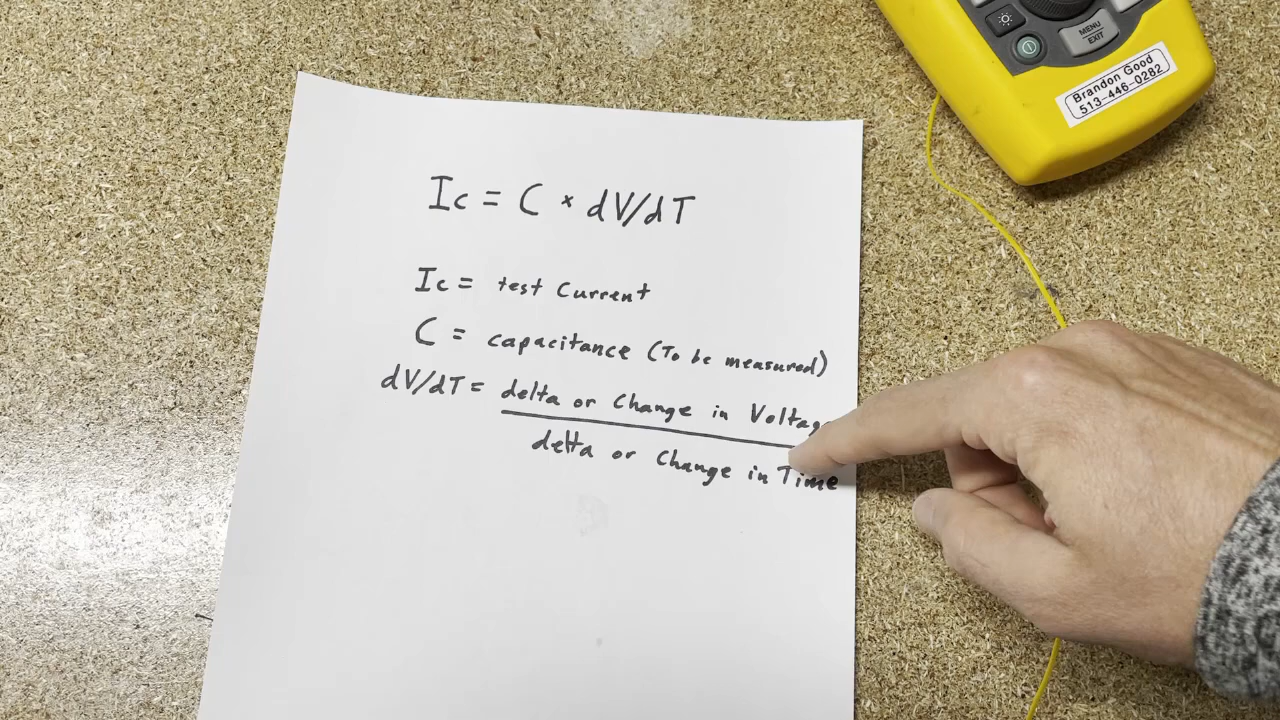 MENU
EXIT
Brandon Good
513-446-0282
Ic = C × dV/dT
Ic = test Current
C = capacitance (To be measured)
dV/dT = delta or Change in Voltage
delta or Change in Time